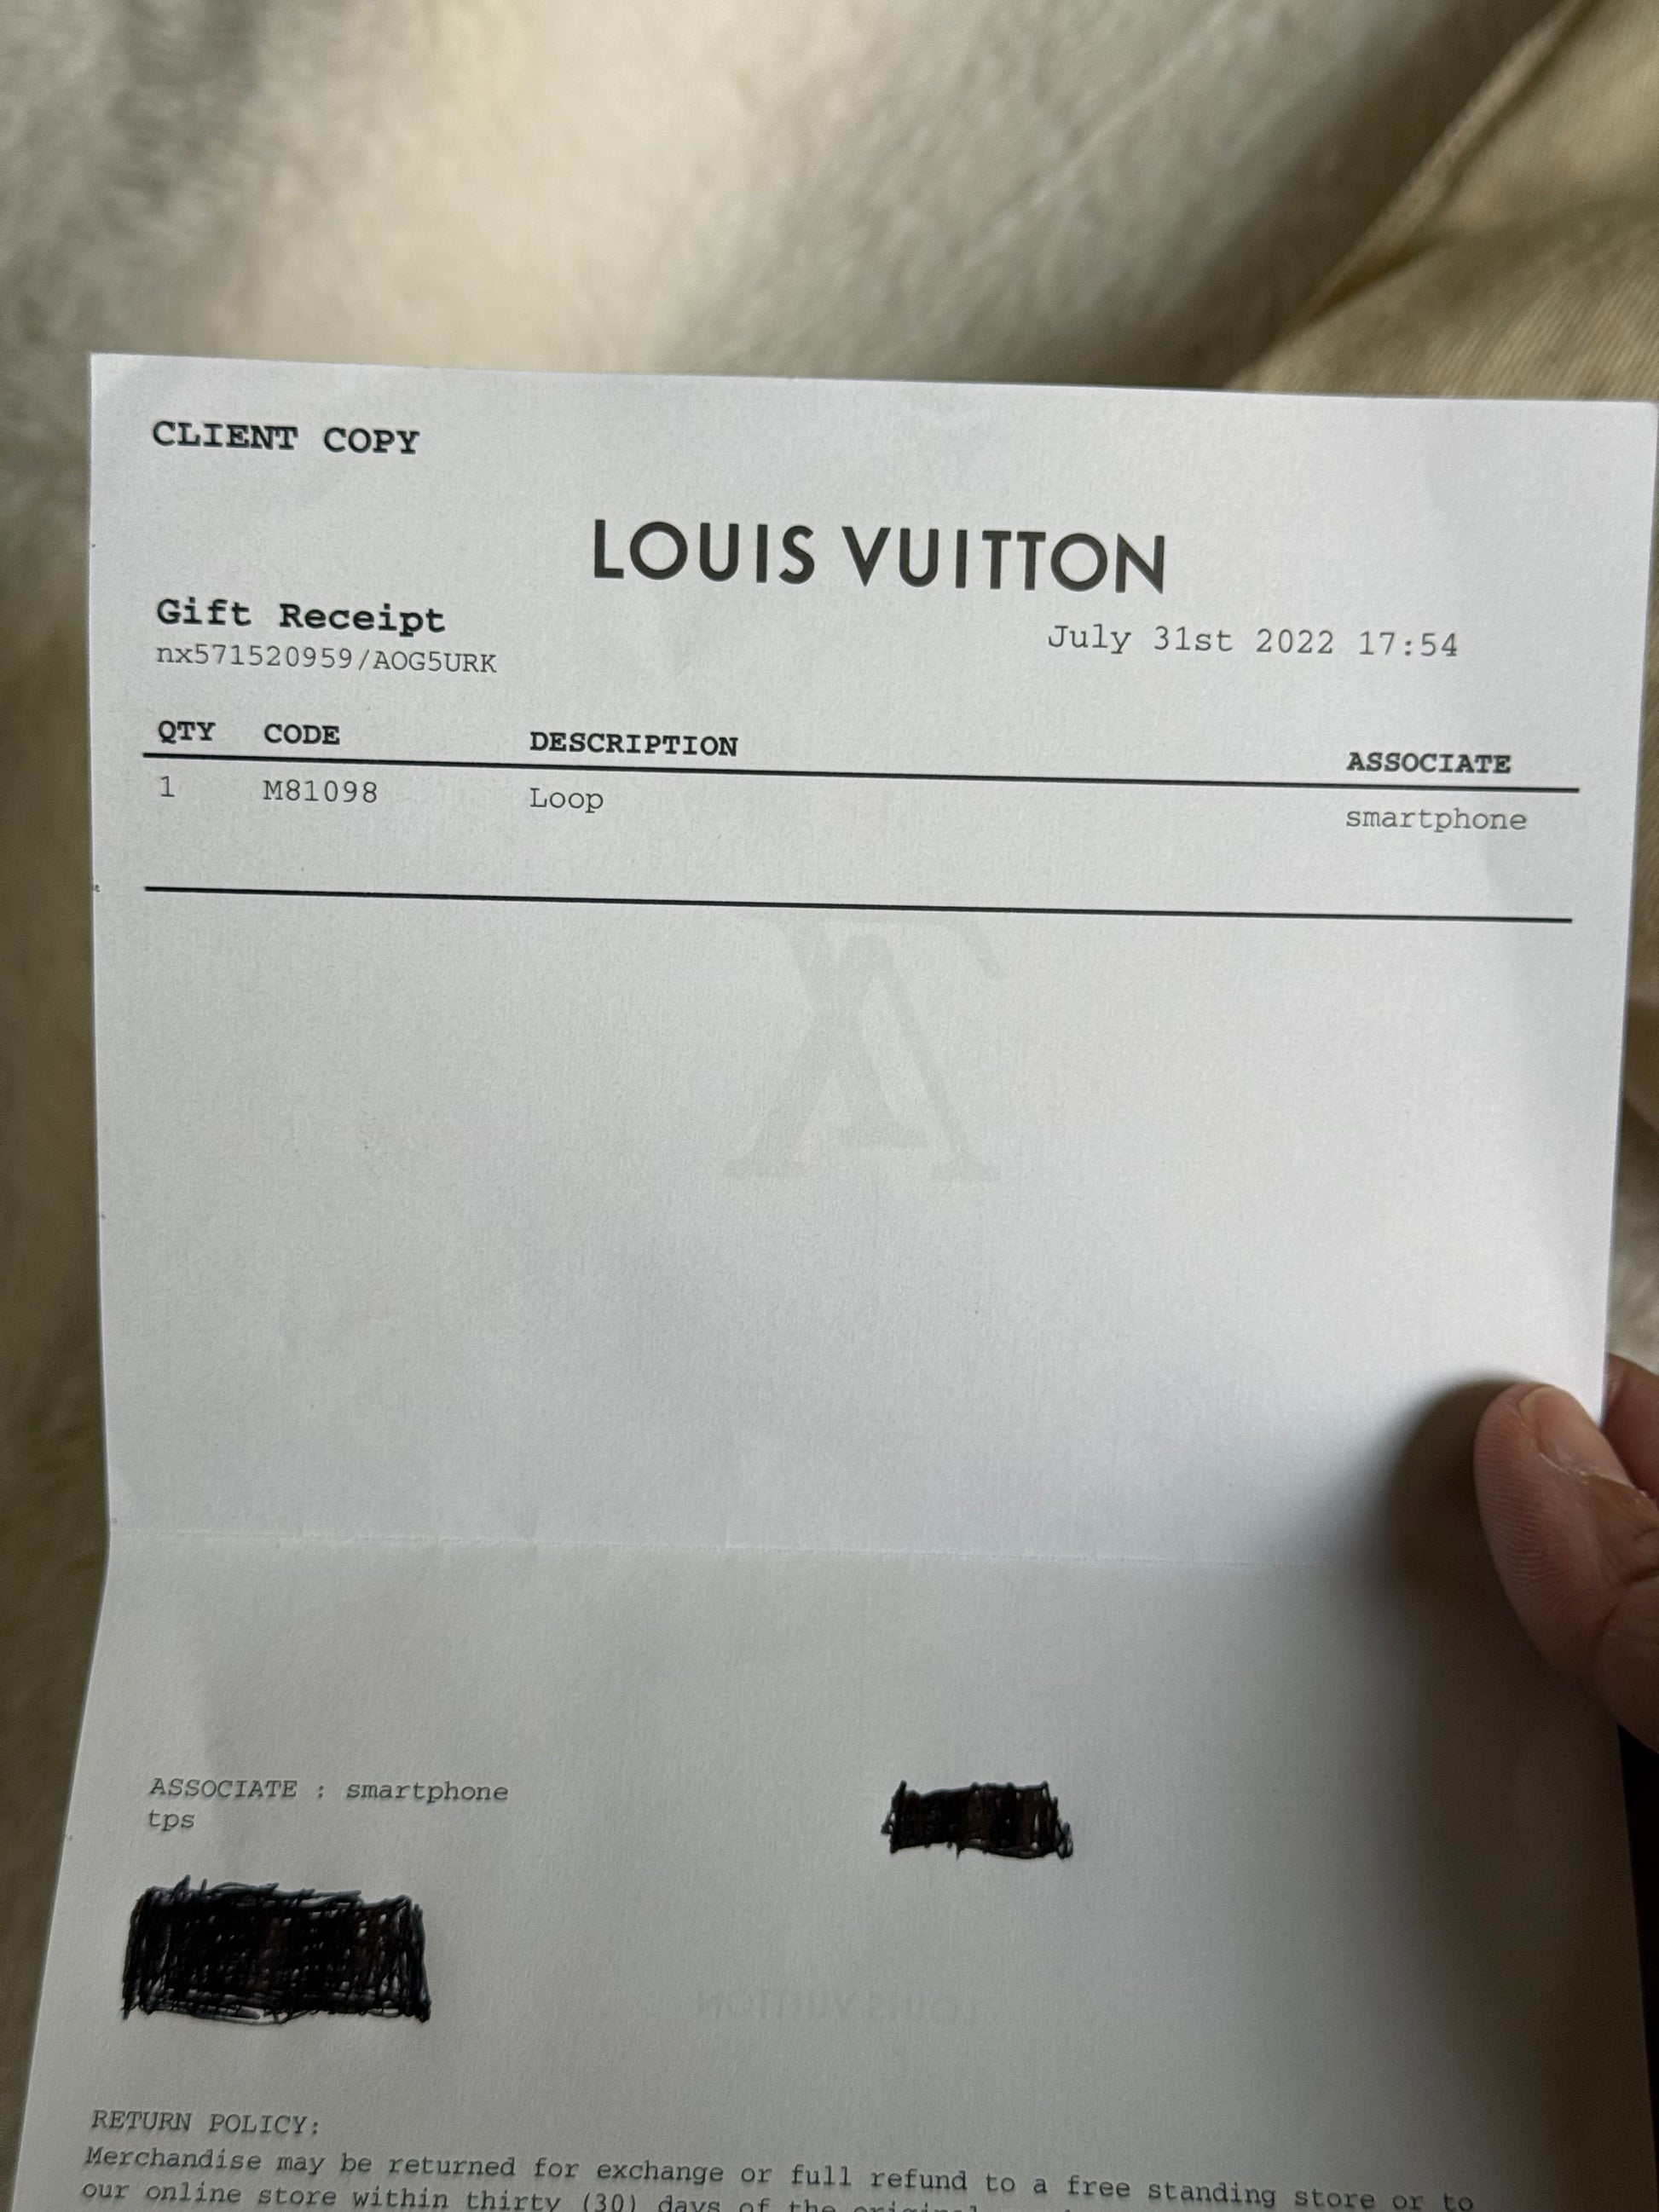 CLIENT COPY
LOUIS VUITTON
Gift Receipt
July 31st 2022 17:54
nx571520959/AOG5URK
QTY CODE DESCRIPTION ASSOCIATE
1 M81098 Loop smartphone
ASSOCIATE : smartphone
tps
RETURN POLICY:
Merchandise may be returned for exchange or full refund to a free standing store or to
our online store within thirty (30) days of the original